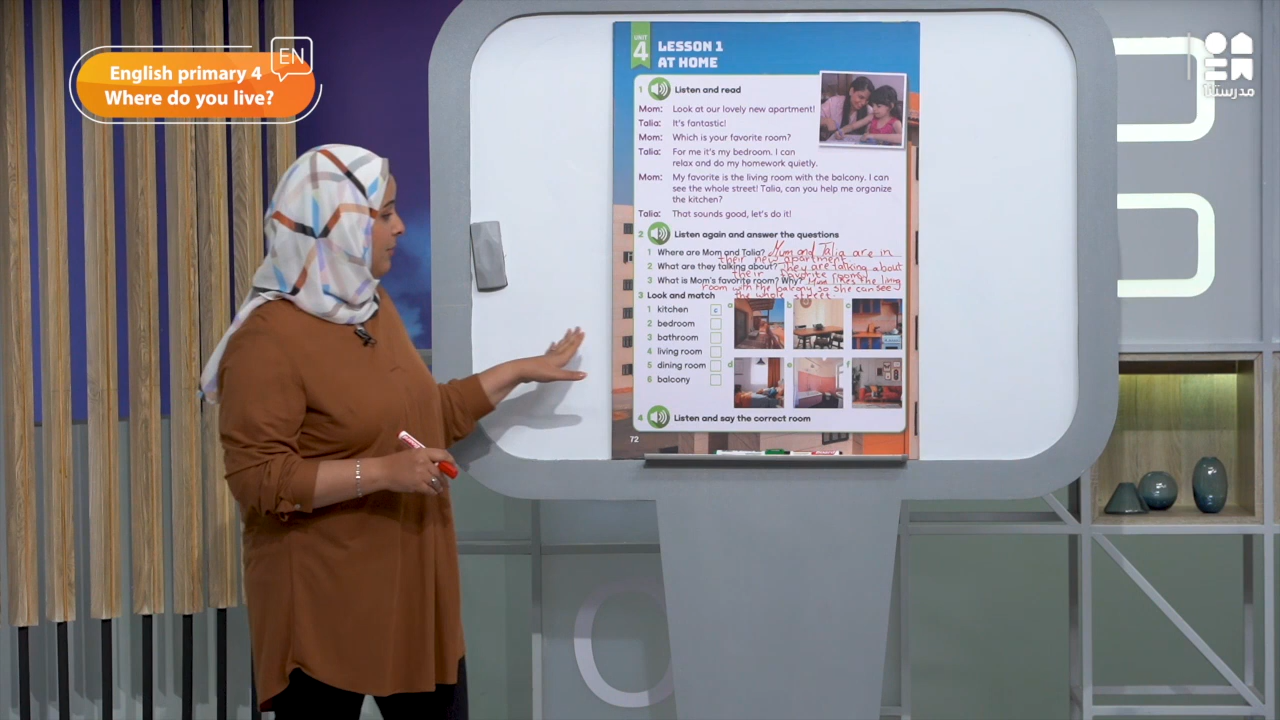 EN
English primary 4
Where do you live?
مدرستنا
UNIT
4
LESSON 1
AT HOME
1 Listen and read
Mom: Look at our lovely new apartment!
Talia: It's fantastic!
Mom: Which is your favorite room?
Talia: For me it's my bedroom. I can
relax and do my homework quietly.
Mom: My favorite is the living room with the balcony. I can
see the whole street! Talia, can you help me organize
the kitchen?
Talia: That sounds good, let's do it!
2 Listen again and answer the questions
1 Where are Mom and Talia? Mom and Talia are in
their new apartment
2 What are they talking about? They are talking about
their favorite room
3 What is Mom's favorite room? Why? Mom likes the living
room with the balcony so she can see
the whole street.
3 Look and match
1 kitchen c
2 bedroom
3 bathroom
4 living room
5 dining room
6 balcony
a b c
d e f
4 Listen and say the correct room
72